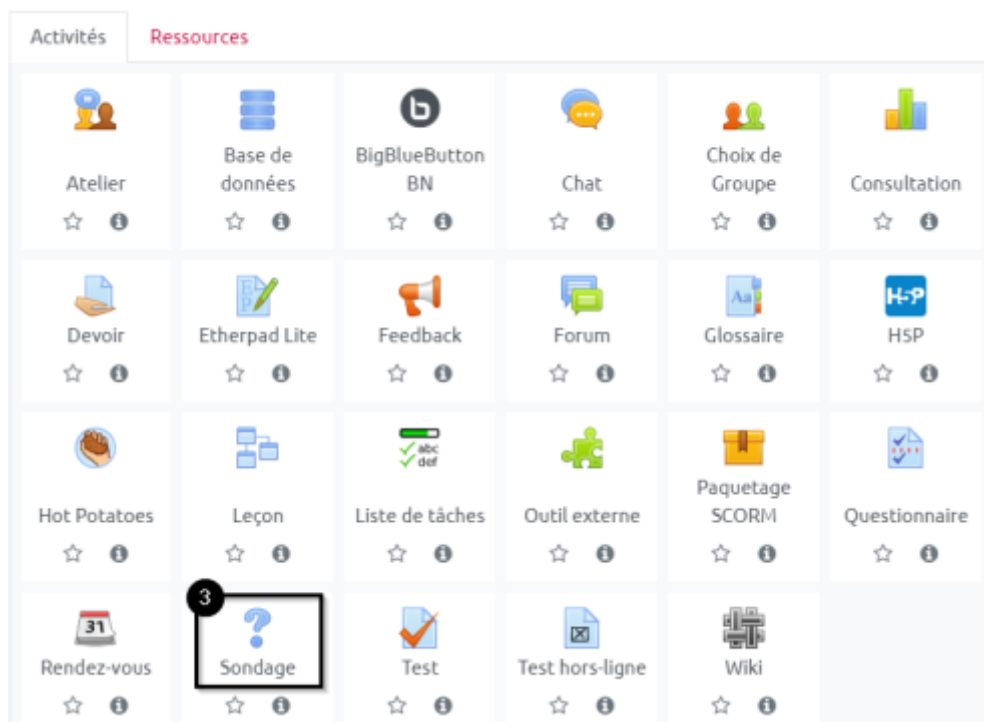 Activités
Ressources
Atelier
Base de
données
BigBlueButton
BN
Chat
Choix de
Groupe
Consultation
Devoir
Etherpad Lite
Feedback
Forum
Glossaire
H5P
Hot Potatoes
Leçon
Liste de tâches
Outil externe
Paquetage
SCORM
Questionnaire
Rendez-vous
3
Sondage
Test
Test hors-ligne
Wiki
EP
Aa
H5P
abc
def
31